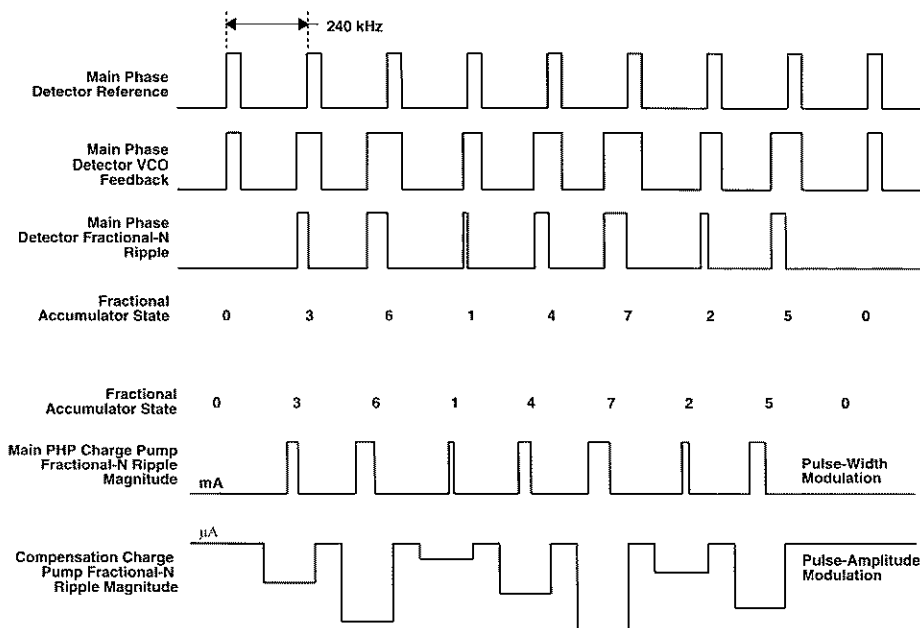 240 kHz
Main Phase
Detector Reference
Main Phase
Detector VCO
Feedback
Main Phase
Detector Fractional-N
Ripple
Fractional
Accumulator State
0 3 6 1 4 7 2 5 0
Fractional
Accumulator State
0 3 6 1 4 7 2 5 0
Main PHP Charge Pump
Fractional-N Ripple
Magnitude
mA
Pulse-Width
Modulation
µA
Compensation Charge
Pump Fractional-N
Ripple Magnitude
Pulse-Amplitude
Modulation